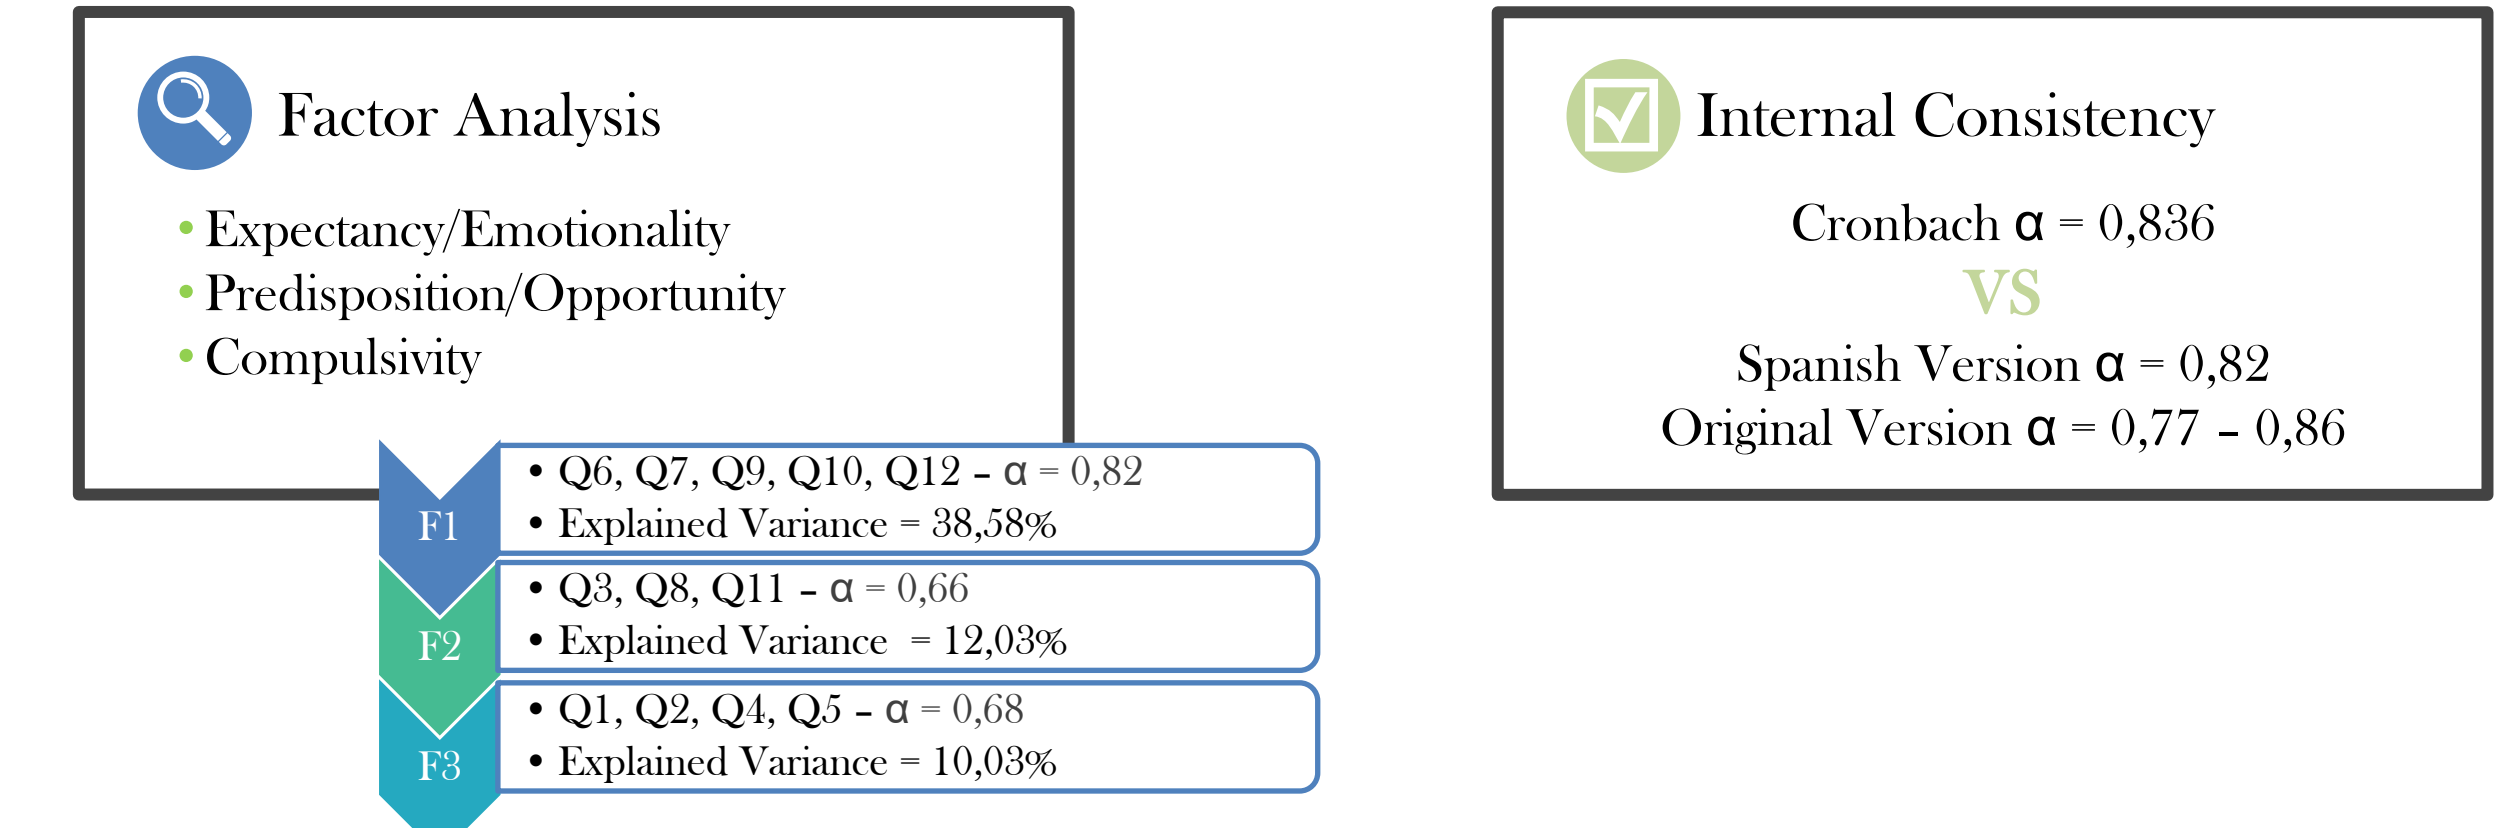 Factor Analysis
• Expectancy/Emotionality
• Predisposition/Opportunity
• Compulsivity
F1
• Q6, Q7, Q9, Q10, Q12 – α = 0,82
• Explained Variance = 38,58%
F2
• Q3, Q8, Q11 – α = 0,66
• Explained Variance = 12,03%
F3
• Q1, Q2, Q4, Q5 – α = 0,68
• Explained Variance = 10,03%
Internal Consistency
Cronbach α = 0,836
VS
Spanish Version α = 0,82
Original Version α = 0,77 – 0,86